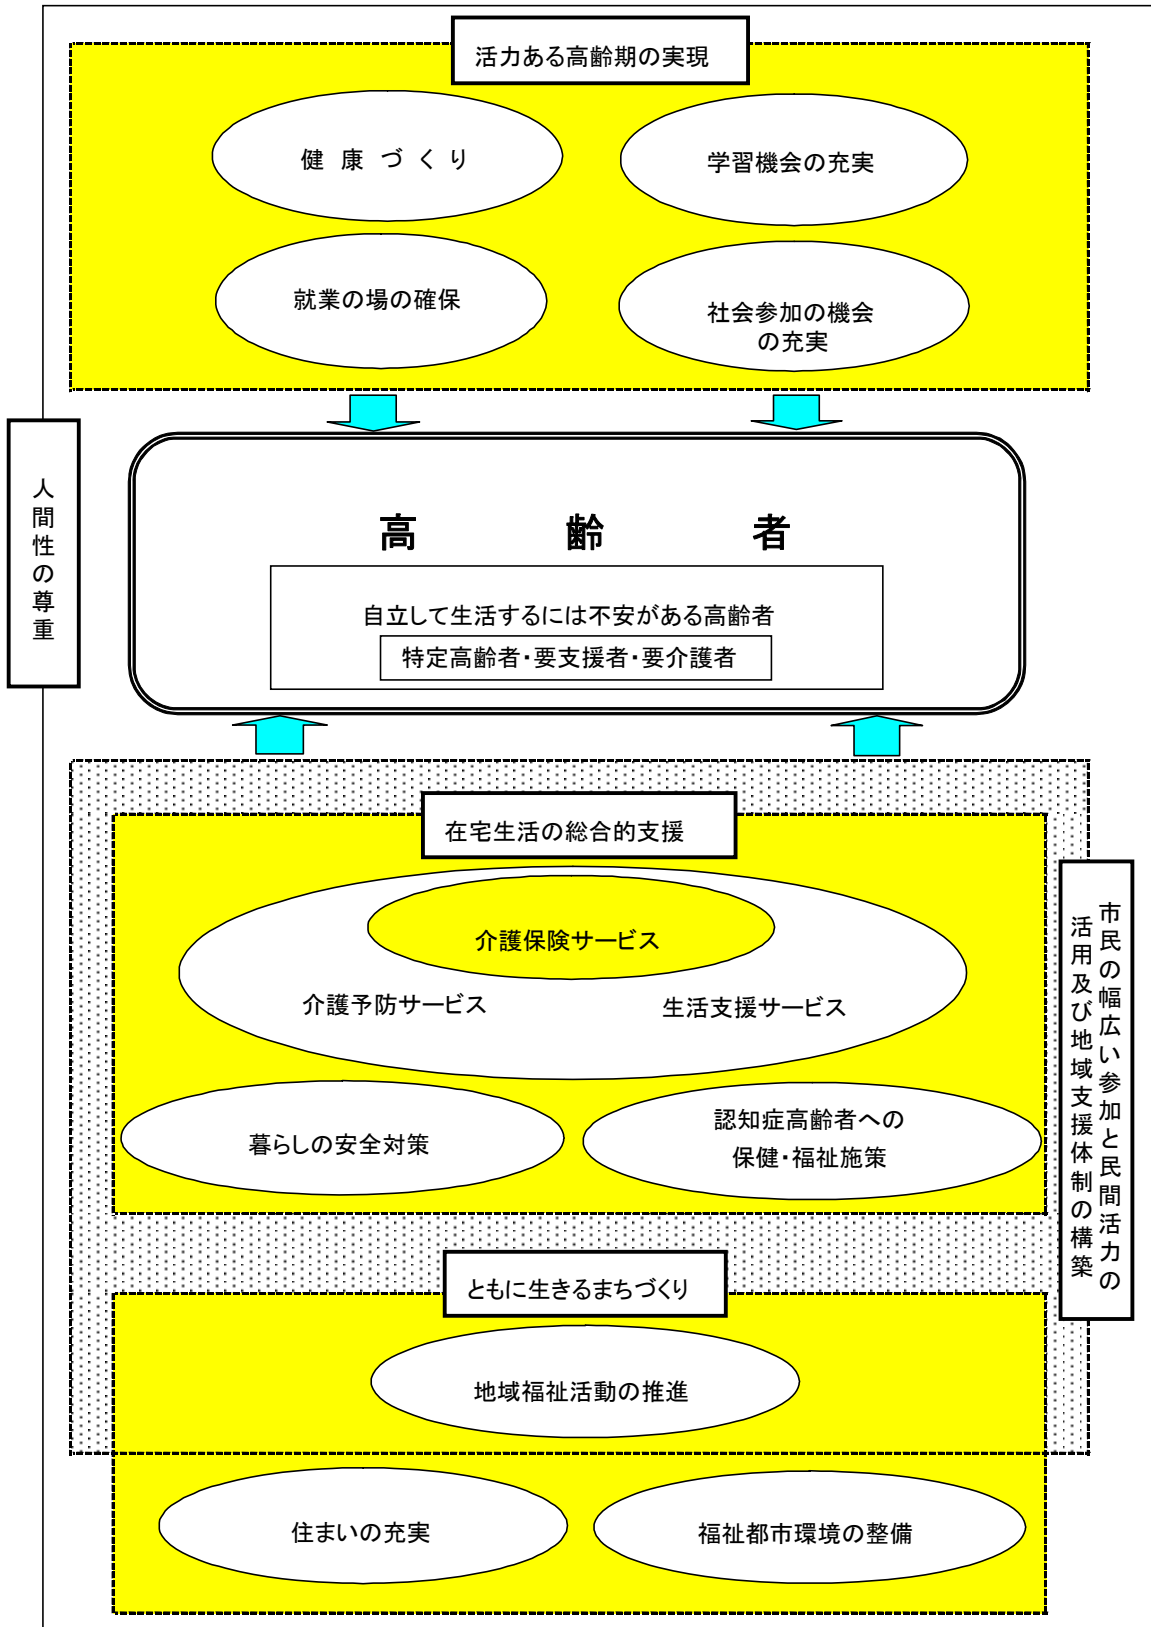 活力ある高齢期の実現
健康づくり
学習機会の充実
就業の場の確保
社会参加の機会
の充実
人間性の尊重
高齢者
自立して生活するには不安がある高齢者
特定高齢者・要支援者・要介護者
在宅生活の総合的支援
介護保険サービス
介護予防サービス
生活支援サービス
暮らしの安全対策
認知症高齢者への
保健・福祉施策
市民の幅広い参加と民間活力の
活用及び地域支援体制の構築
ともに生きるまちづくり
地域福祉活動の推進
住まいの充実
福祉都市環境の整備